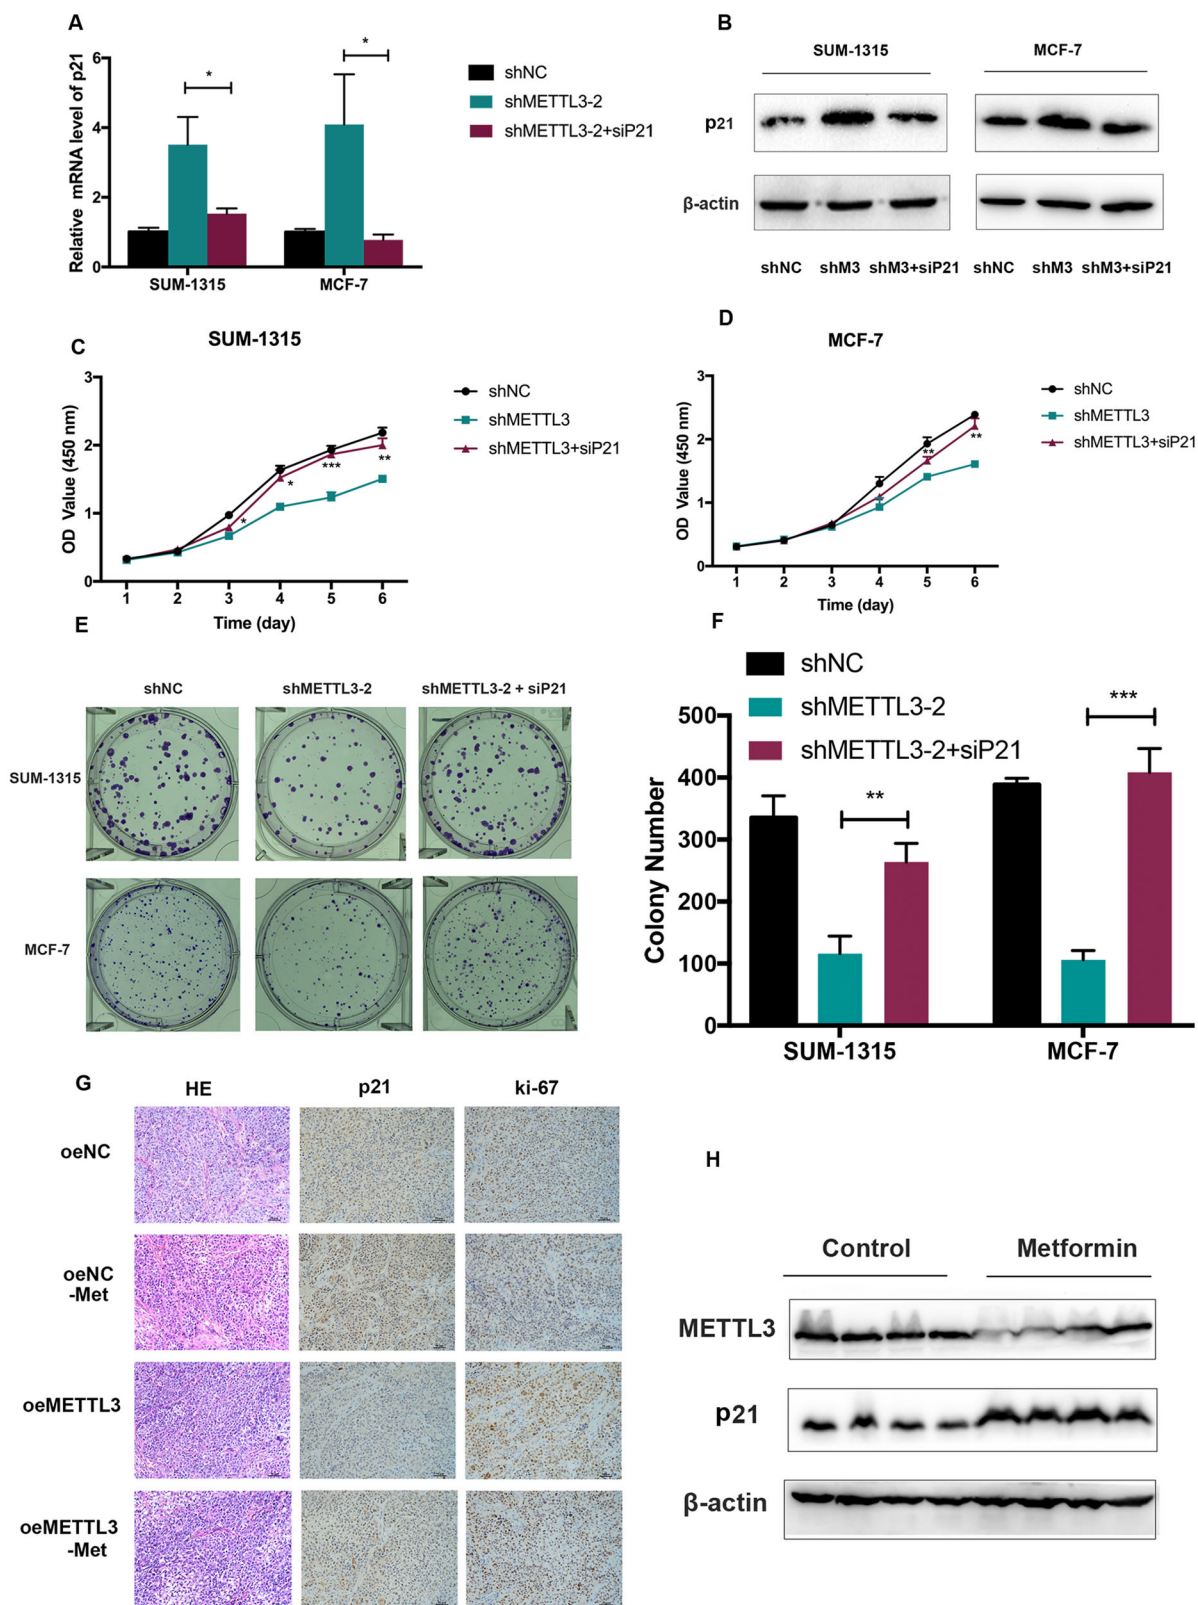 A
Relative mRNA level of p21
6
4
2
0
*
*
SUM-1315
MCF-7
shNC
shMETTL3-2
shMETTL3-2+siP21
B
SUM-1315
MCF-7
p21
β-actin
shNC shM3 shM3+siP21
shNC shM3 shM3+siP21
C
SUM-1315
OD Value (450 nm)
3
2
1
0
*
*
***
**
1 2 3 4 5 6
Time (day)
shNC
shMETTL3
shMETTL3+siP21
D
MCF-7
OD Value (450 nm)
3
2
1
0
**
**
1 2 3 4 5 6
Time (day)
shNC
shMETTL3
shMETTL3+siP21
E
shNC
shMETTL3-2
shMETTL3-2 + siP21
SUM-1315
MCF-7
F
shNC
shMETTL3-2
shMETTL3-2+siP21
Colony Number
500
400
300
200
100
0
**
***
SUM-1315
MCF-7
G
HE
p21
ki-67
oeNC
oeNC
-Met
oeMETTL3
oeMETTL3
-Met
H
Control
Metformin
METTL3
p21
β-actin